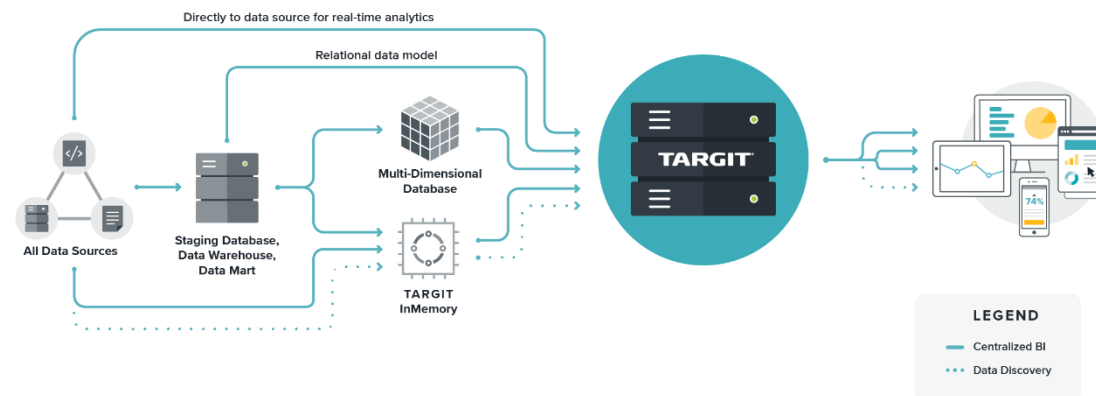 Directly to data source for real-time analytics
Relational data model
All Data Sources
Staging Database,
Data Warehouse,
Data Mart
Multi-Dimensional
Database
TARGIT
InMemory
TARGIT
74%
LEGEND
Centralized BI
Data Discovery